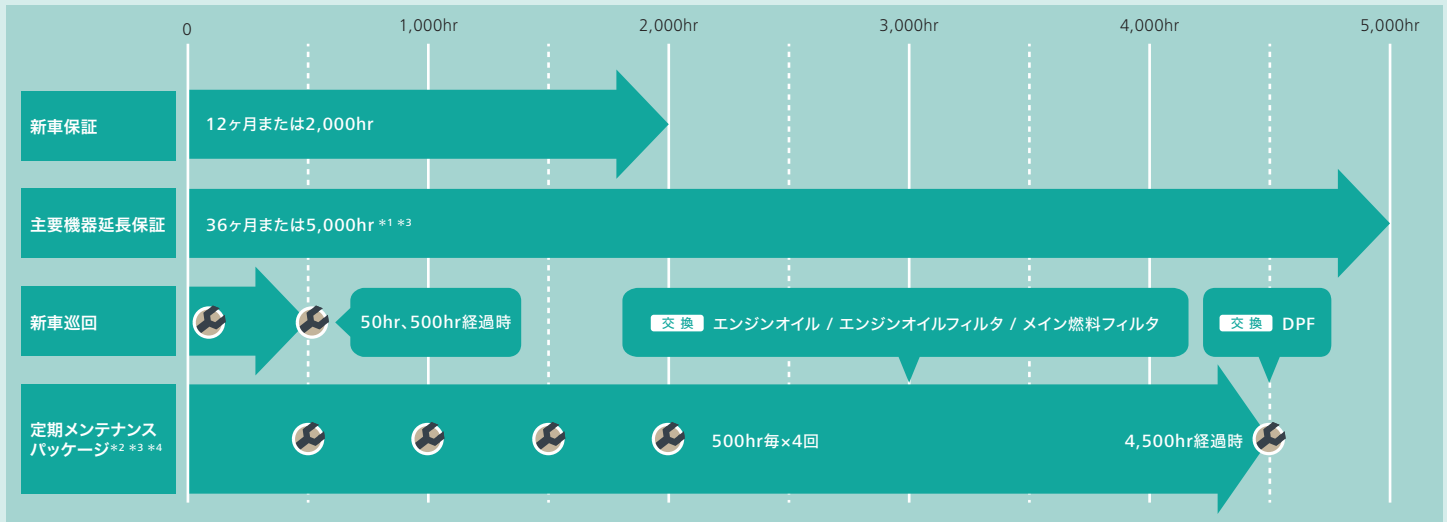 0
1,000hr
2,000hr
3,000hr
4,000hr
5,000hr
新車保証
12ヶ月または2,000hr
主要機器延長保証
36ヶ月または5,000hr *1 *3
新車巡回
50hr、500hr経過時
交換 エンジンオイル / エンジンオイルフィルタ / メイン燃料フィルタ
交換 DPF
定期メンテナンス
パッケージ*2 *3 *4
500hr毎×4回
4,500hr経過時